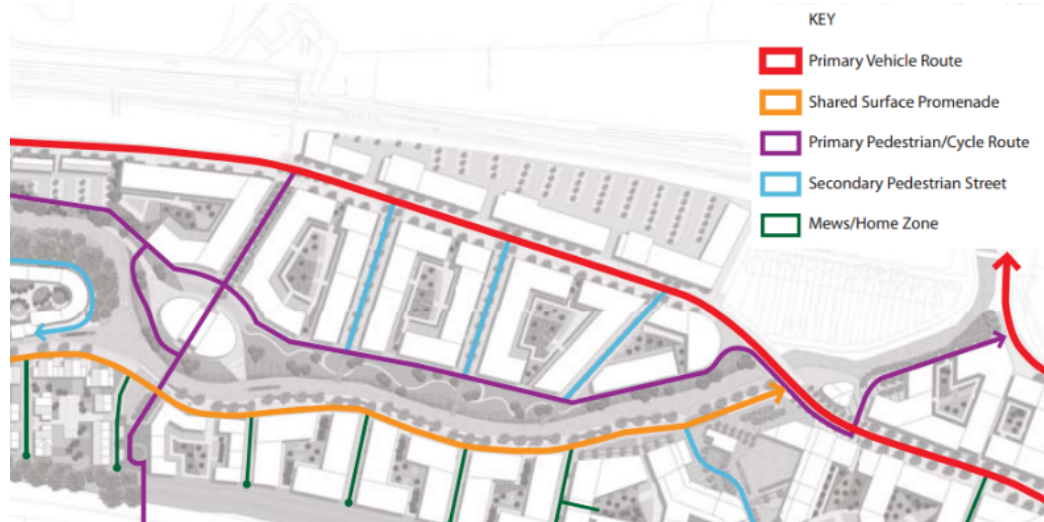 KEY
Primary Vehicle Route
Shared Surface Promenade
Primary Pedestrian/Cycle Route
Secondary Pedestrian Street
Mews/Home Zone